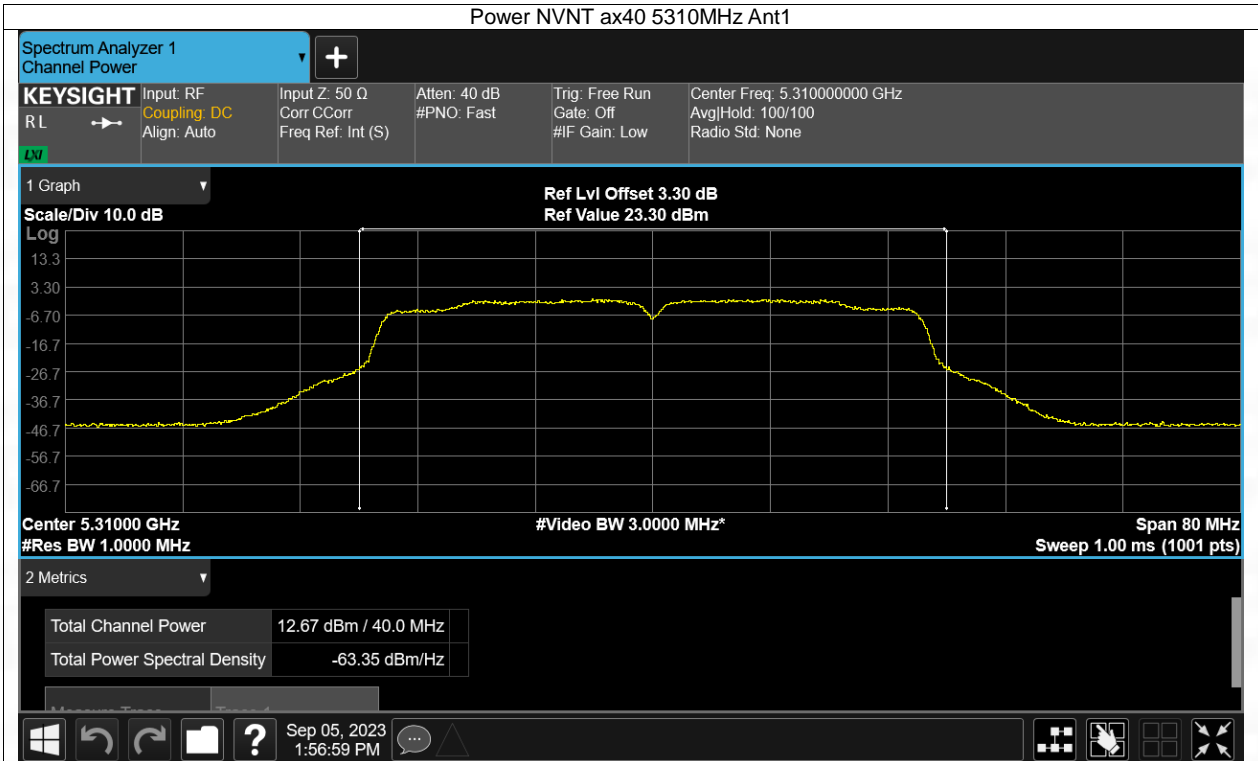 Power NVNT ax40 5310MHz Ant1
Spectrum Analyzer 1
Channel Power
+
KEYSIGHT Input: RF Input Z: 50 Ω Atten: 40 dB Trig: Free Run Center Freq: 5.310000000 GHz
RL Coupling: DC Corr CCorr #PNO: Fast Gate: Off Avg|Hold: 100/100
Align: Auto Freq Ref: Int (S) #IF Gain: Low Radio Std: None
LXI
1 Graph
Ref Lvl Offset 3.30 dB
Scale/Div 10.0 dB Ref Value 23.30 dBm
Log
13.3
3.30
-6.70
-16.7
-26.7
-36.7
-46.7
-56.7
-66.7
Center 5.31000 GHz #Video BW 3.0000 MHz* Span 80 MHz
#Res BW 1.0000 MHz Sweep 1.00 ms (1001 pts)
2 Metrics
Total Channel Power 12.67 dBm / 40.0 MHz
Total Power Spectral Density -63.35 dBm/Hz
Measure Trace Trace 1
? Sep 05, 2023
1:56:59 PM